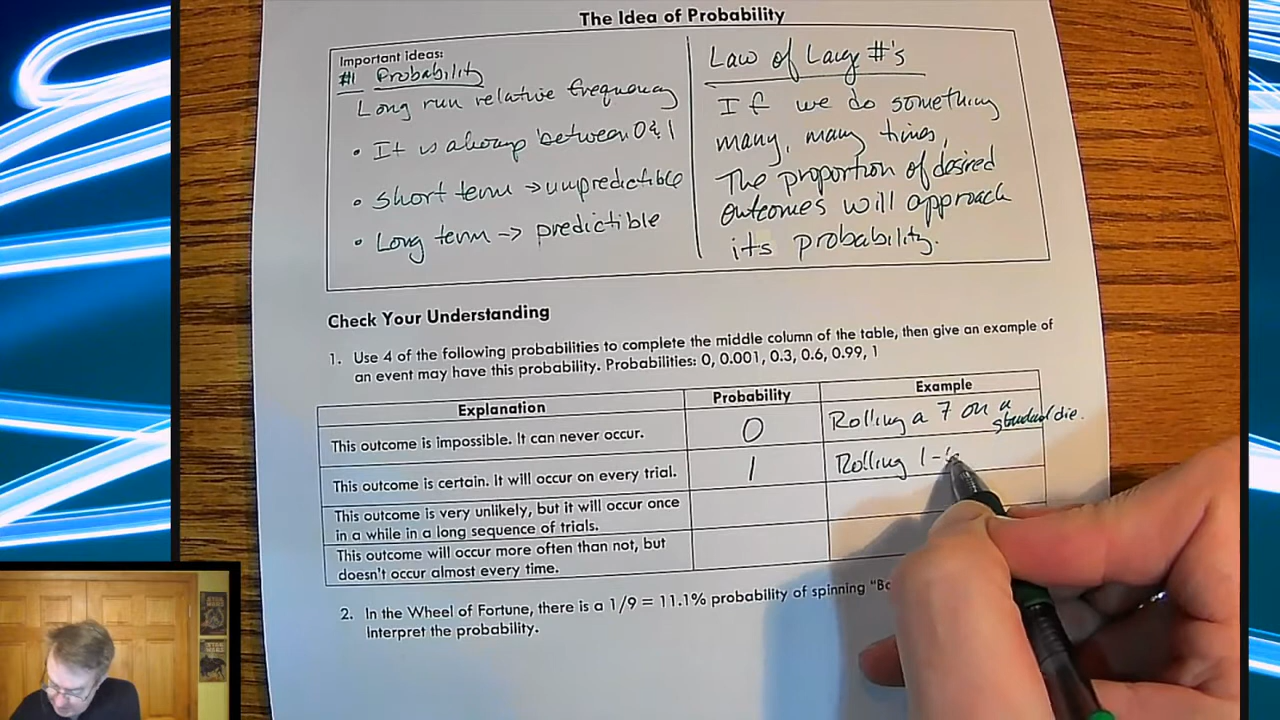 The Idea of Probability
Important ideas:
#1 Probability
Long run relative frequency
• It is always between 0 & 1
• short term → unpredictible
• Long term → predictible
Law of Large #'s
If we do something
many, many times,
The proportion of desired
outcomes will approach
its probability.
Check Your Understanding
1. Use 4 of the following probabilities to complete the middle column of the table, then give an example of
an event may have this probability. Probabilities: 0, 0.001, 0.3, 0.6, 0.99, 1
Explanation Probability Example
This outcome is impossible. It can never occur. 0 Rolling a 7 on a
standard die.
This outcome is certain. It will occur on every trial. 1 Rolling 1-6
This outcome is very unlikely, but it will occur once
in a while in a long sequence of trials.
This outcome will occur more often than not, but
doesn't occur almost every time.
2. In the Wheel of Fortune, there is a 1/9 = 11.1% probability of spinning
Interpret the probability.
STAR
WARS
STAR
WARS